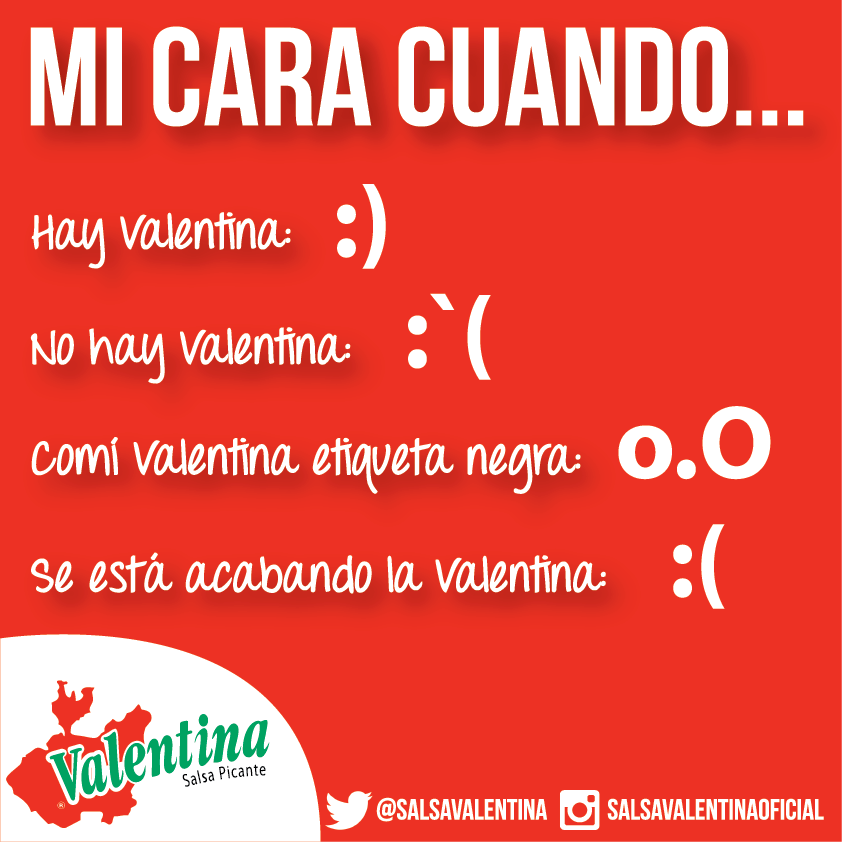 MI CARA CUANDO...
Hay Valentina: :)
No hay Valentina: :`(
Comí Valentina etiqueta negra: o.O
Se está acabando la Valentina: :(
Valentina
®
Salsa Picante
@SALSAVALENTINA SALSAVALENTINAOFICIAL